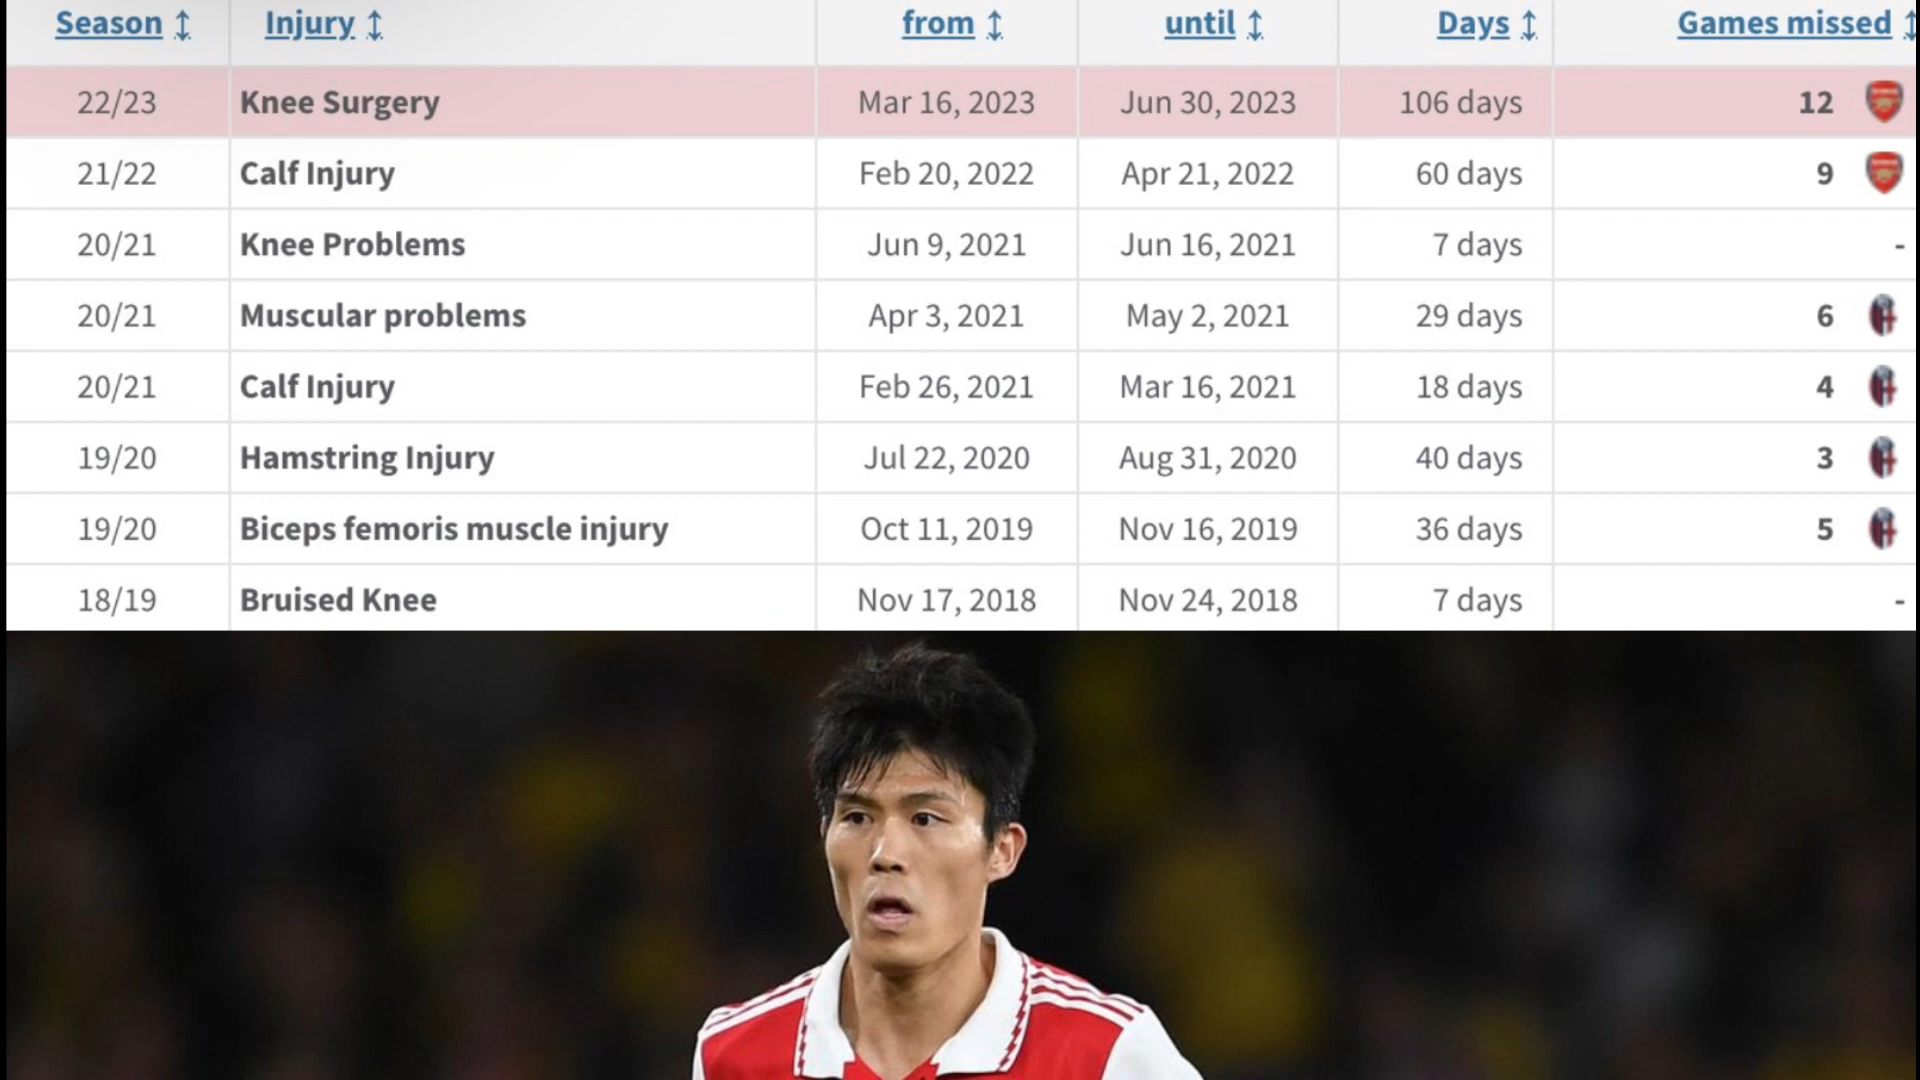 Season Injury from until Days Games missed
22/23 Knee Surgery Mar 16, 2023 Jun 30, 2023 106 days 12
21/22 Calf Injury Feb 20, 2022 Apr 21, 2022 60 days 9
20/21 Knee Problems Jun 9, 2021 Jun 16, 2021 7 days -
20/21 Muscular problems Apr 3, 2021 May 2, 2021 29 days 6
20/21 Calf Injury Feb 26, 2021 Mar 16, 2021 18 days 4
19/20 Hamstring Injury Jul 22, 2020 Aug 31, 2020 40 days 3
19/20 Biceps femoris muscle injury Oct 11, 2019 Nov 16, 2019 36 days 5
18/19 Bruised Knee Nov 17, 2018 Nov 24, 2018 7 days -